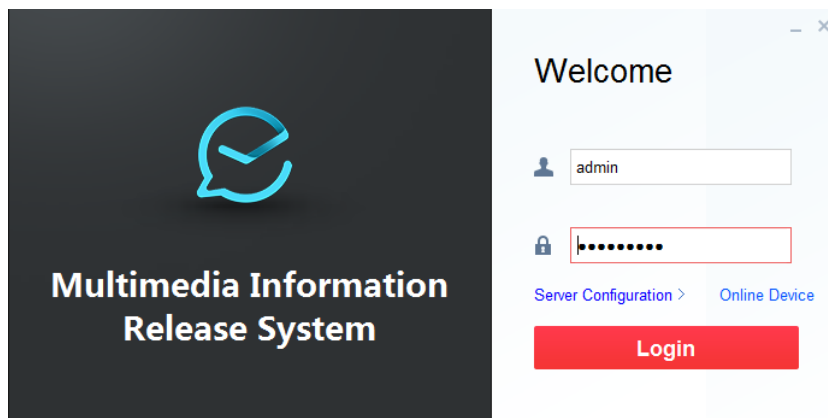 Welcome
admin
•••••••••
Server Configuration >
Online Device
Login
Multimedia Information
Release System